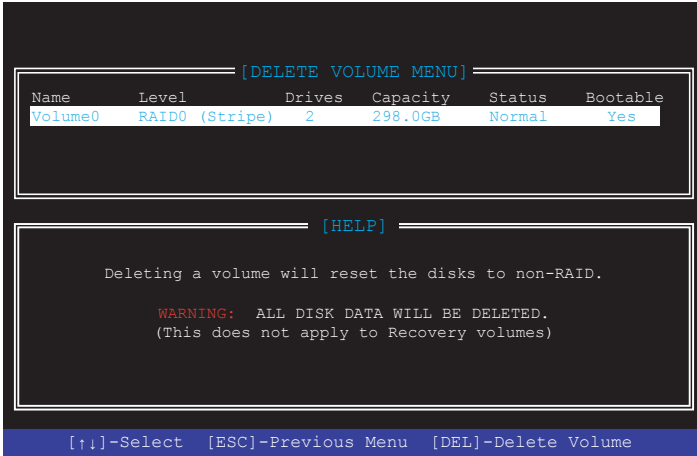 [DELETE VOLUME MENU]
Name Level Drives Capacity Status Bootable
Volume0 RAID0 (Stripe) 2 298.0GB Normal Yes
[HELP]
Deleting a volume will reset the disks to non-RAID.
WARNING: ALL DISK DATA WILL BE DELETED.
(This does not apply to Recovery volumes)
[↑↓]-Select [ESC]-Previous Menu [DEL]-Delete Volume